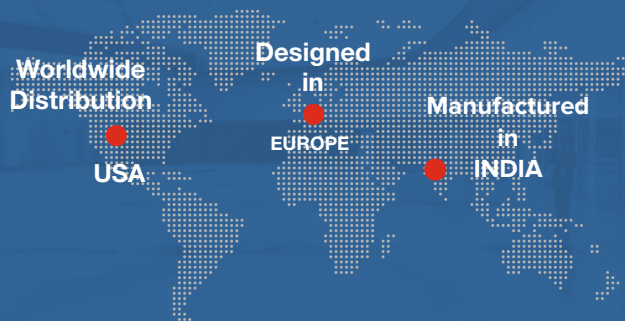 Worldwide
Distribution
USA
Designed
in
EUROPE
Manufactured
in
INDIA